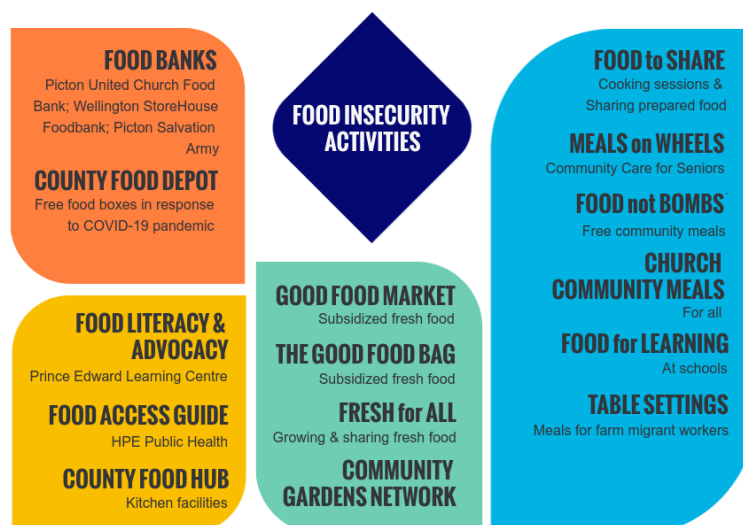 FOOD BANKS
Picton United Church Food
Bank; Wellington StoreHouse
Foodbank; Picton Salvation
Army
COUNTY FOOD DEPOT
Free food boxes in response
to COVID-19 pandemic
FOOD INSECURITY
ACTIVITIES
FOOD to SHARE
Cooking sessions &
Sharing prepared food
MEALS on WHEELS
Community Care for Seniors
FOOD not BOMBS
Free community meals
CHURCH
COMMUNITY MEALS
For all
FOOD for LEARNING
At schools
TABLE SETTINGS
Meals for farm migrant workers
FOOD LITERACY &
ADVOCACY
Prince Edward Learning Centre
FOOD ACCESS GUIDE
HPE Public Health
COUNTY FOOD HUB
Kitchen facilities
GOOD FOOD MARKET
Subsidized fresh food
THE GOOD FOOD BAG
Subsidized fresh food
FRESH for ALL
Growing & sharing fresh food
COMMUNITY
GARDENS NETWORK